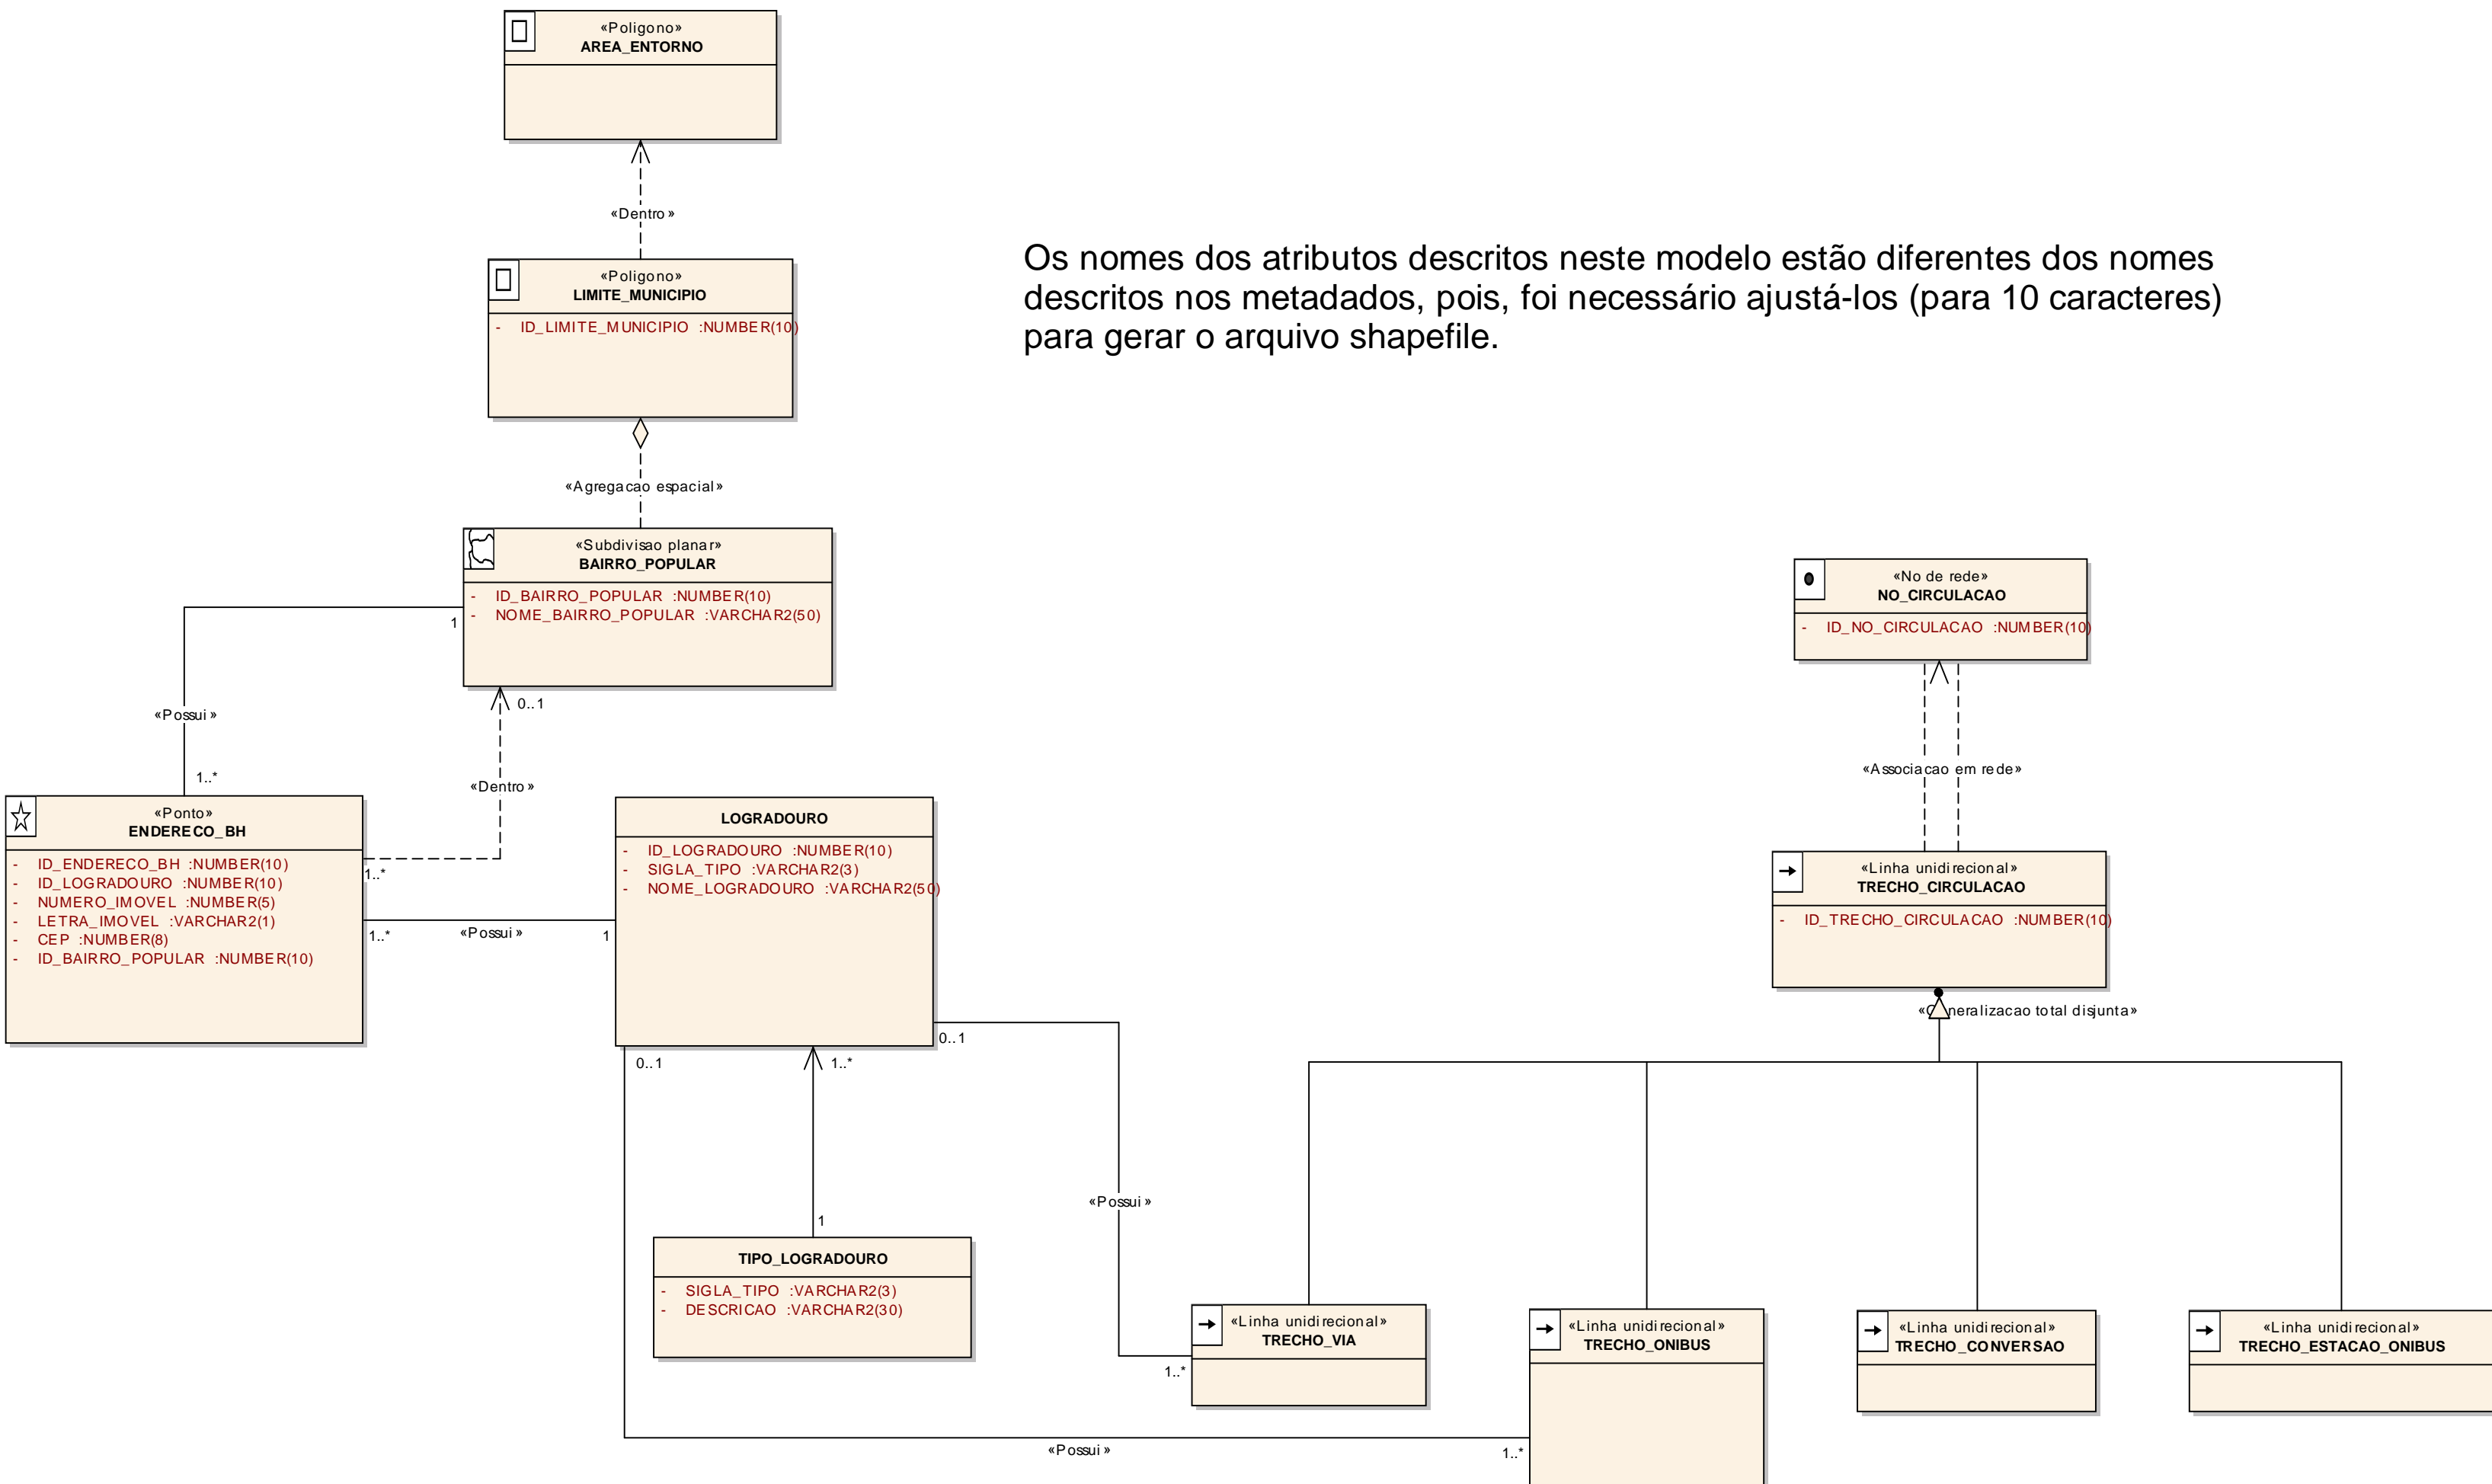 «Poligono»
AREA_ENTORNO
«Dentro»
«Poligono»
LIMITE_MUNICIPIO
- ID_LIMITE_MUNICIPIO :NUMBER(10)
Os nomes dos atributos descritos neste modelo estão diferentes dos nomes
descritos nos metadados, pois, foi necessário ajustá-los (para 10 caracteres)
para gerar o arquivo shapefile.
«Agregacao espacial»
«Subdivisao planar»
BAIRRO_POPULAR
- ID_BAIRRO_POPULAR :NUMBER(10)
- NOME_BAIRRO_POPULAR :VARCHAR2(50)
1
0..1
«Possui»
1..*
«Dentro»
1..*
«Ponto»
ENDERECO_BH
- ID_ENDERECO_BH :NUMBER(10)
- ID_LOGRADOURO :NUMBER(10)
- NUMERO_IMOVEL :NUMBER(5)
- LETRA_IMOVEL :VARCHAR2(1)
- CEP :NUMBER(8)
- ID_BAIRRO_POPULAR :NUMBER(10)
1..*
«Possui»
1
LOGRADOURO
- ID_LOGRADOURO :NUMBER(10)
- SIGLA_TIPO :VARCHAR2(3)
- NOME_LOGRADOURO :VARCHAR2(50)
0..1
1..*
0..1
1
TIPO_LOGRADOURO
- SIGLA_TIPO :VARCHAR2(3)
- DESCRICAO :VARCHAR2(30)
«Possui»
1..*
«Possui»
1..*
«No de rede»
NO_CIRCULACAO
- ID_NO_CIRCULACAO :NUMBER(10)
«Associacao em rede»
«Linha unidirecional»
TRECHO_CIRCULACAO
- ID_TRECHO_CIRCULACAO :NUMBER(10)
«Generalizacao total disjunta»
«Linha unidirecional»
TRECHO_VIA
«Linha unidirecional»
TRECHO_ONIBUS
«Linha unidirecional»
TRECHO_CONVERSAO
«Linha unidirecional»
TRECHO_ESTACAO_ONIBUS